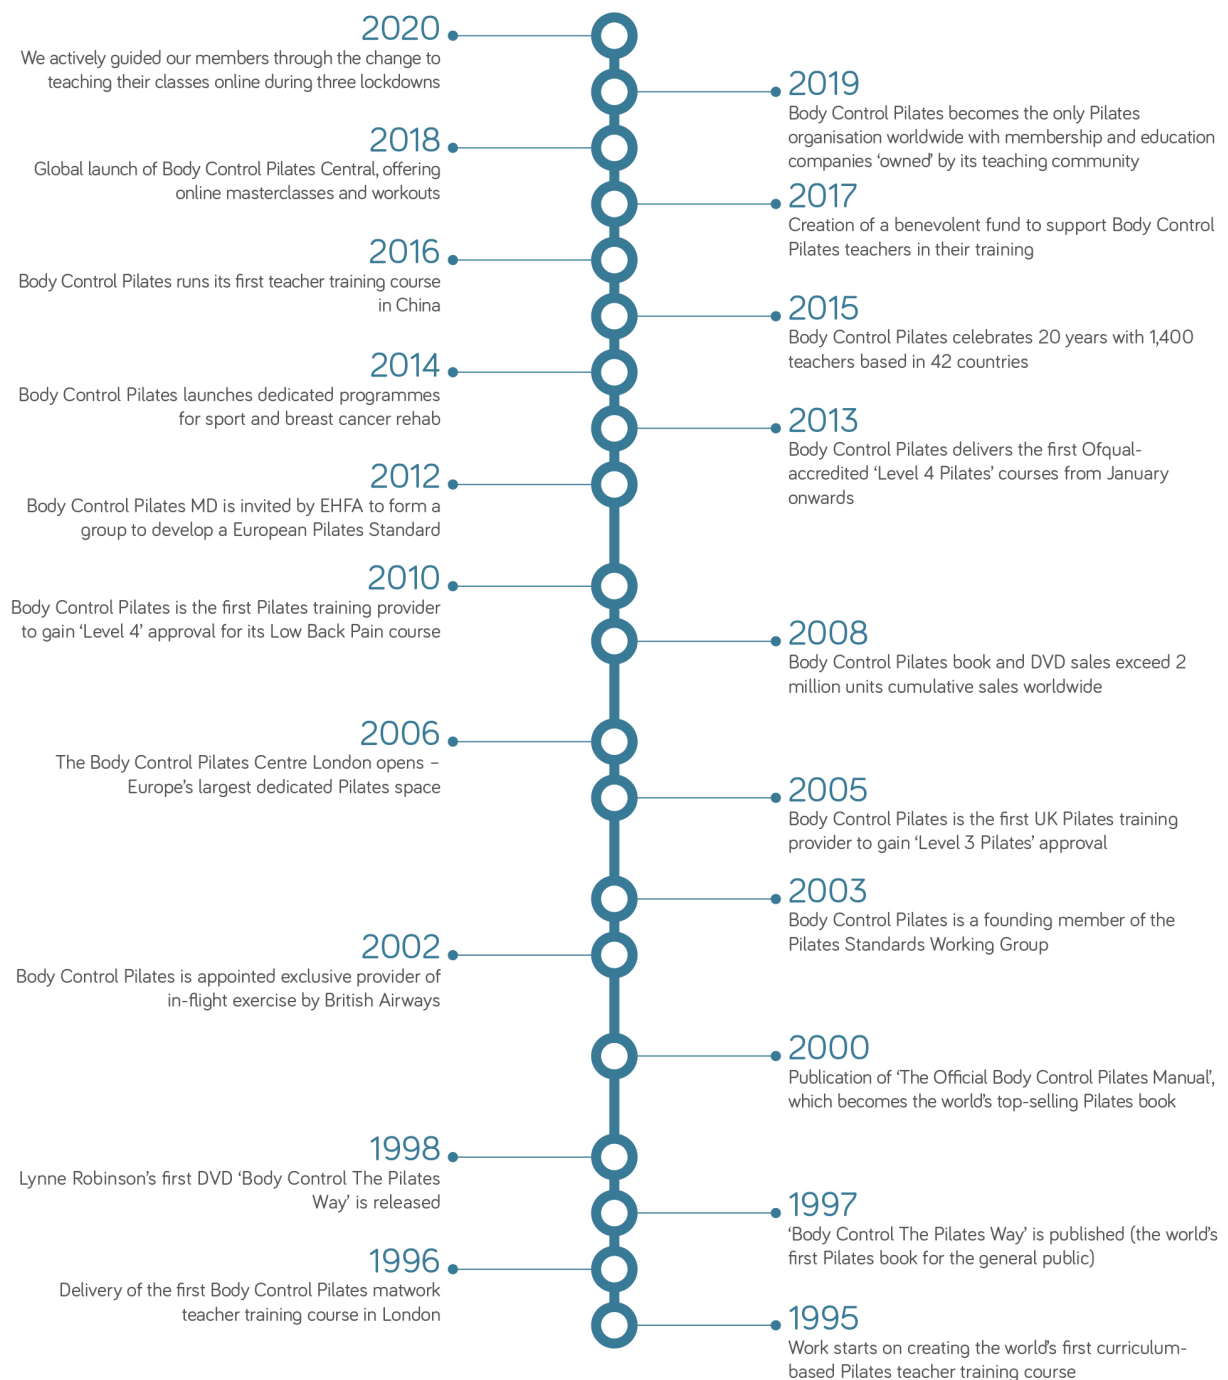 2020
We actively guided our members through the change to
teaching their classes online during three lockdowns
2019
Body Control Pilates becomes the only Pilates
organisation worldwide with membership and education
companies ‘owned’ by its teaching community
2018
Global launch of Body Control Pilates Central, offering
online masterclasses and workouts
2017
Creation of a benevolent fund to support Body Control
Pilates teachers in their training
2016
Body Control Pilates runs its first teacher training course
in China
2015
Body Control Pilates celebrates 20 years with 1,400
teachers based in 42 countries
2014
Body Control Pilates launches dedicated programmes
for sport and breast cancer rehab
2013
Body Control Pilates delivers the first Ofqual-
accredited ‘Level 4 Pilates’ courses from January
onwards
2012
Body Control Pilates MD is invited by EHFA to form a
group to develop a European Pilates Standard
2010
Body Control Pilates is the first Pilates training provider
to gain ‘Level 4’ approval for its Low Back Pain course
2008
Body Control Pilates book and DVD sales exceed 2
million units cumulative sales worldwide
2006
The Body Control Pilates Centre London opens –
Europe’s largest dedicated Pilates space
2005
Body Control Pilates is the first UK Pilates training
provider to gain ‘Level 3 Pilates’ approval
2003
Body Control Pilates is a founding member of the
Pilates Standards Working Group
2002
Body Control Pilates is appointed exclusive provider of
in-flight exercise by British Airways
2000
Publication of ‘The Official Body Control Pilates Manual’,
which becomes the world’s top-selling Pilates book
1998
Lynne Robinson’s first DVD ‘Body Control The Pilates
Way’ is released
1997
‘Body Control The Pilates Way’ is published (the world’s
first Pilates book for the general public)
1996
Delivery of the first Body Control Pilates matwork
teacher training course in London
1995
Work starts on creating the world’s first curriculum-
based Pilates teacher training course